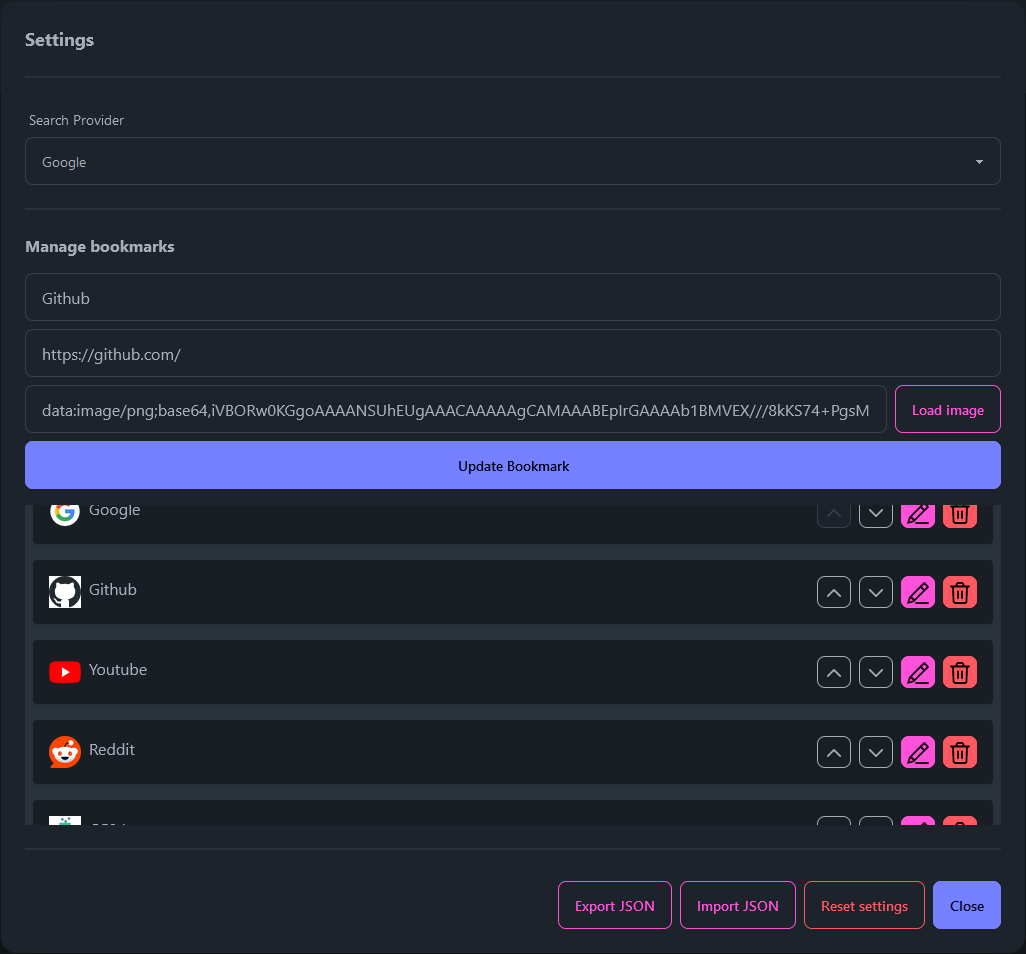 Settings
Search Provider
Google
Manage bookmarks
Github
https://github.com/
data:image/png;base64,iVBORw0KGgoAAAANSUhEUgAAACAAAAAgCAMAAABEpIrGAAAAb1BMVEX///8kKS74+PgsM
Load image
Update Bookmark
Google
Github
Youtube
Reddit
Export JSON
Import JSON
Reset settings
Close